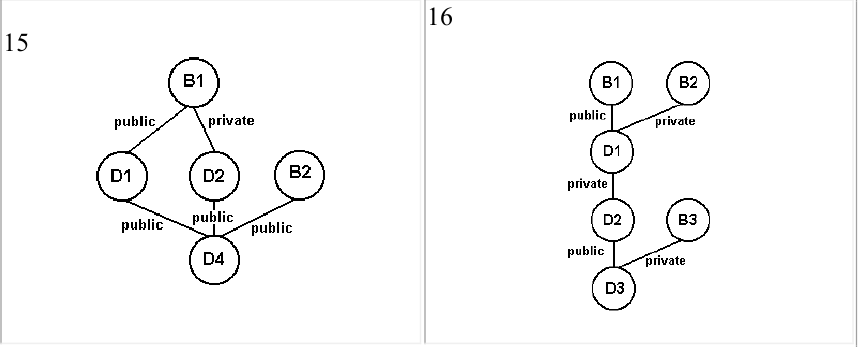 15
B1
public private
D1 D2 B2
public public public
D4
16
B1 B2
public private
D1
private
D2 B3
public private
D3